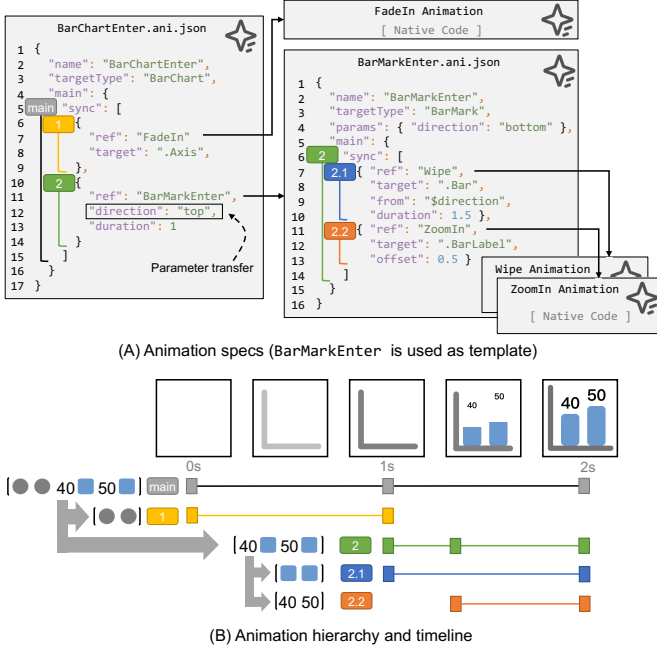 BarChartEnter.ani.json
1 {
2 "name": "BarChartEnter",
3 "targetType": "BarChart",
4 "main": {
5 main "sync": [
6 1 {
7 "ref": "FadeIn"
8 "target": ".Axis",
9 },
10 2 {
11 "ref": "BarMarkEnter",
12 "direction": "top",
13 "duration": 1
14 }
15 ]
16 }
17 }
Parameter transfer
FadeIn Animation
[ Native Code ]
BarMarkEnter.ani.json
1 {
2 "name": "BarMarkEnter",
3 "targetType": "BarMark",
4 "params": { "direction": "bottom" },
5 "main": {
6 2 "sync": [
7 2.1 { "ref": "Wipe",
8 "target": ".Bar",
9 "from": "$direction",
10 "duration": 1.5 },
11 2.2 { "ref": "ZoomIn",
12 "target": ".BarLabel",
13 "offset": 0.5 }
14 ]
15 }
16 }
Wipe Animation
ZoomIn Animation
[ Native Code ]
(A) Animation specs (BarMarkEnter is used as template)
40 50 40 50
0s 1s 2s
[ 40 50 ] main
[ ] 1
[ 40 50 ] 2
[ ] 2.1
[ 40 50 ] 2.2
(B) Animation hierarchy and timeline